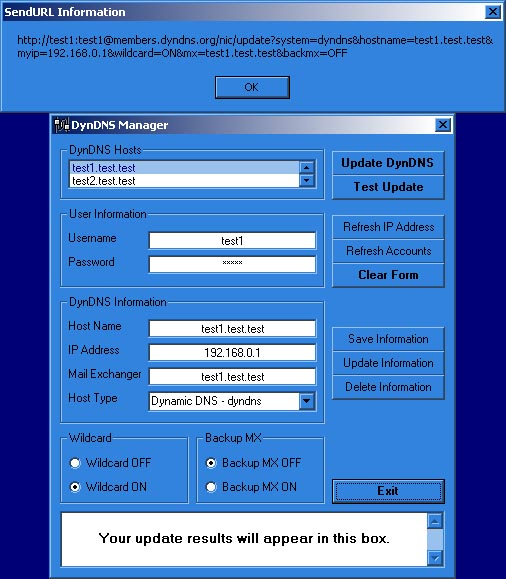 SendURL Information
http://test1:test1@members.dyndns.org/nic/update?system=dyndns&hostname=test1.test.test&
myip=192.168.0.1&wildcard=ON&mx=test1.test.test&backmx=OFF
OK
DynDNS Manager
DynDNS Hosts
test1.test.test
test2.test.test
Update DynDNS
Test Update
User Information
Username
test1
Password
*****
Refresh IP Address
Refresh Accounts
Clear Form
DynDNS Information
Host Name
test1.test.test
IP Address
192.168.0.1
Mail Exchanger
test1.test.test
Host Type
Dynamic DNS - dyndns
Save Information
Update Information
Delete Information
Wildcard
Wildcard OFF
Wildcard ON
Backup MX
Backup MX OFF
Backup MX ON
Exit
Your update results will appear in this box.